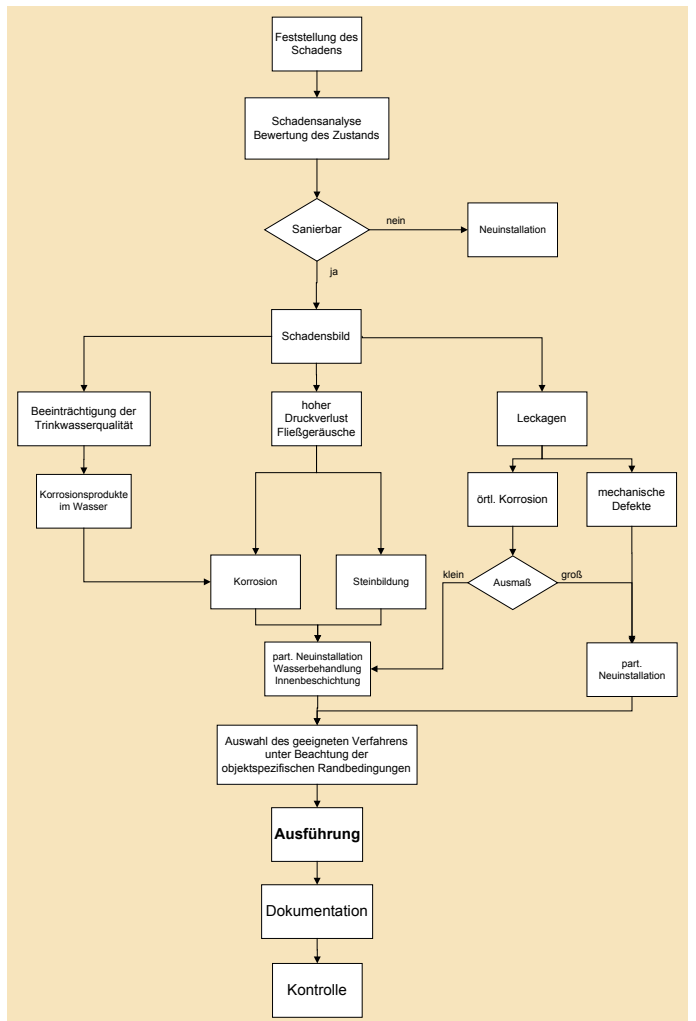 Feststellung des
Schadens
Schadensanalyse
Bewertung des Zustands
Sanierbar
nein
Neuinstallation
ja
Schadensbild
Beeinträchtigung der
Trinkwasserqualität
hoher
Druckverlust
Fließgeräusche
Leckagen
Korrosionsprodukte
im Wasser
örtl. Korrosion
mechanische
Defekte
Korrosion
Steinbildung
klein
Ausmaß
groß
part. Neuinstallation
Wasserbehandlung
Innenbeschichtung
part.
Neuinstallation
Auswahl des geeigneten Verfahrens
unter Beachtung der
objektspezifischen Randbedingungen
Ausführung
Dokumentation
Kontrolle